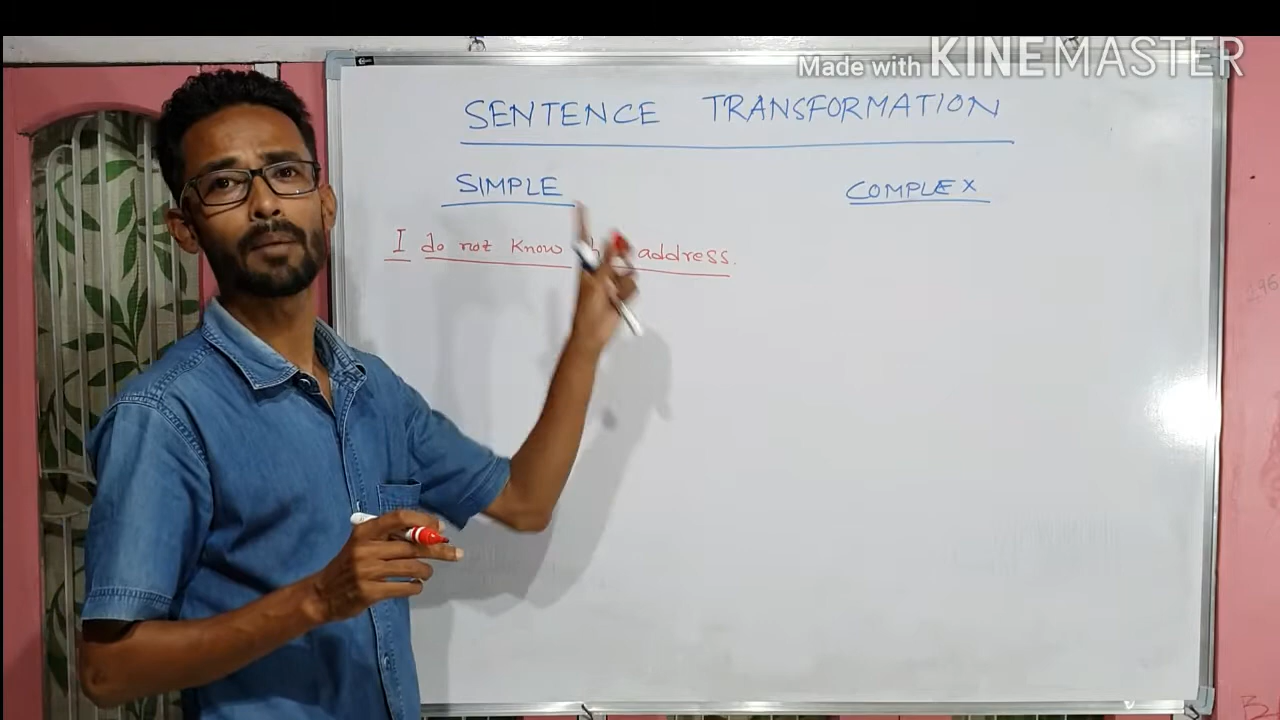 Made with KINEMASTER
SENTENCE TRANSFORMATION
SIMPLE
COMPLEX
I do not know address.